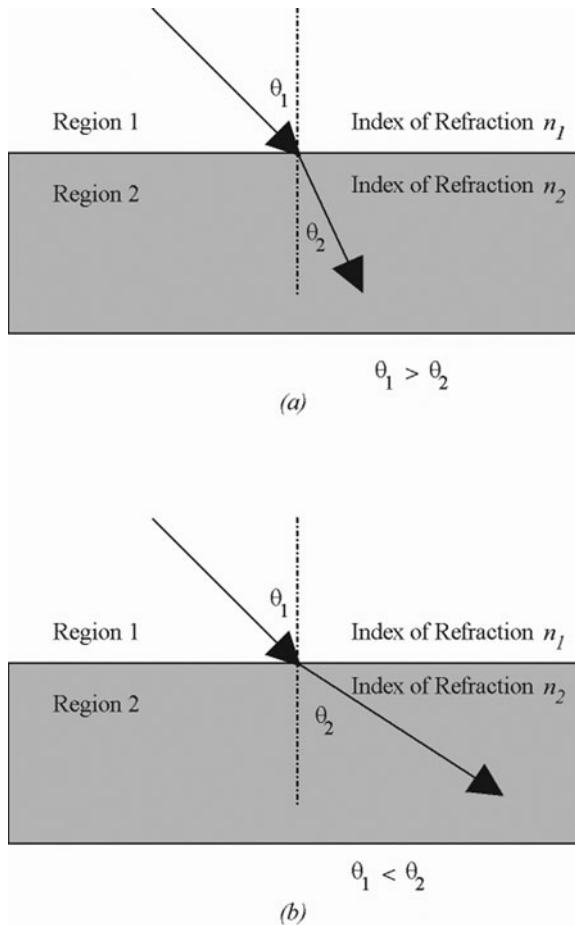 θ1
Region 1 Index of Refraction n1
Region 2 Index of Refraction n2
θ2
θ1 > θ2
(a)
θ1
Region 1 Index of Refraction n1
Region 2 Index of Refraction n2
θ2
θ1 < θ2
(b)